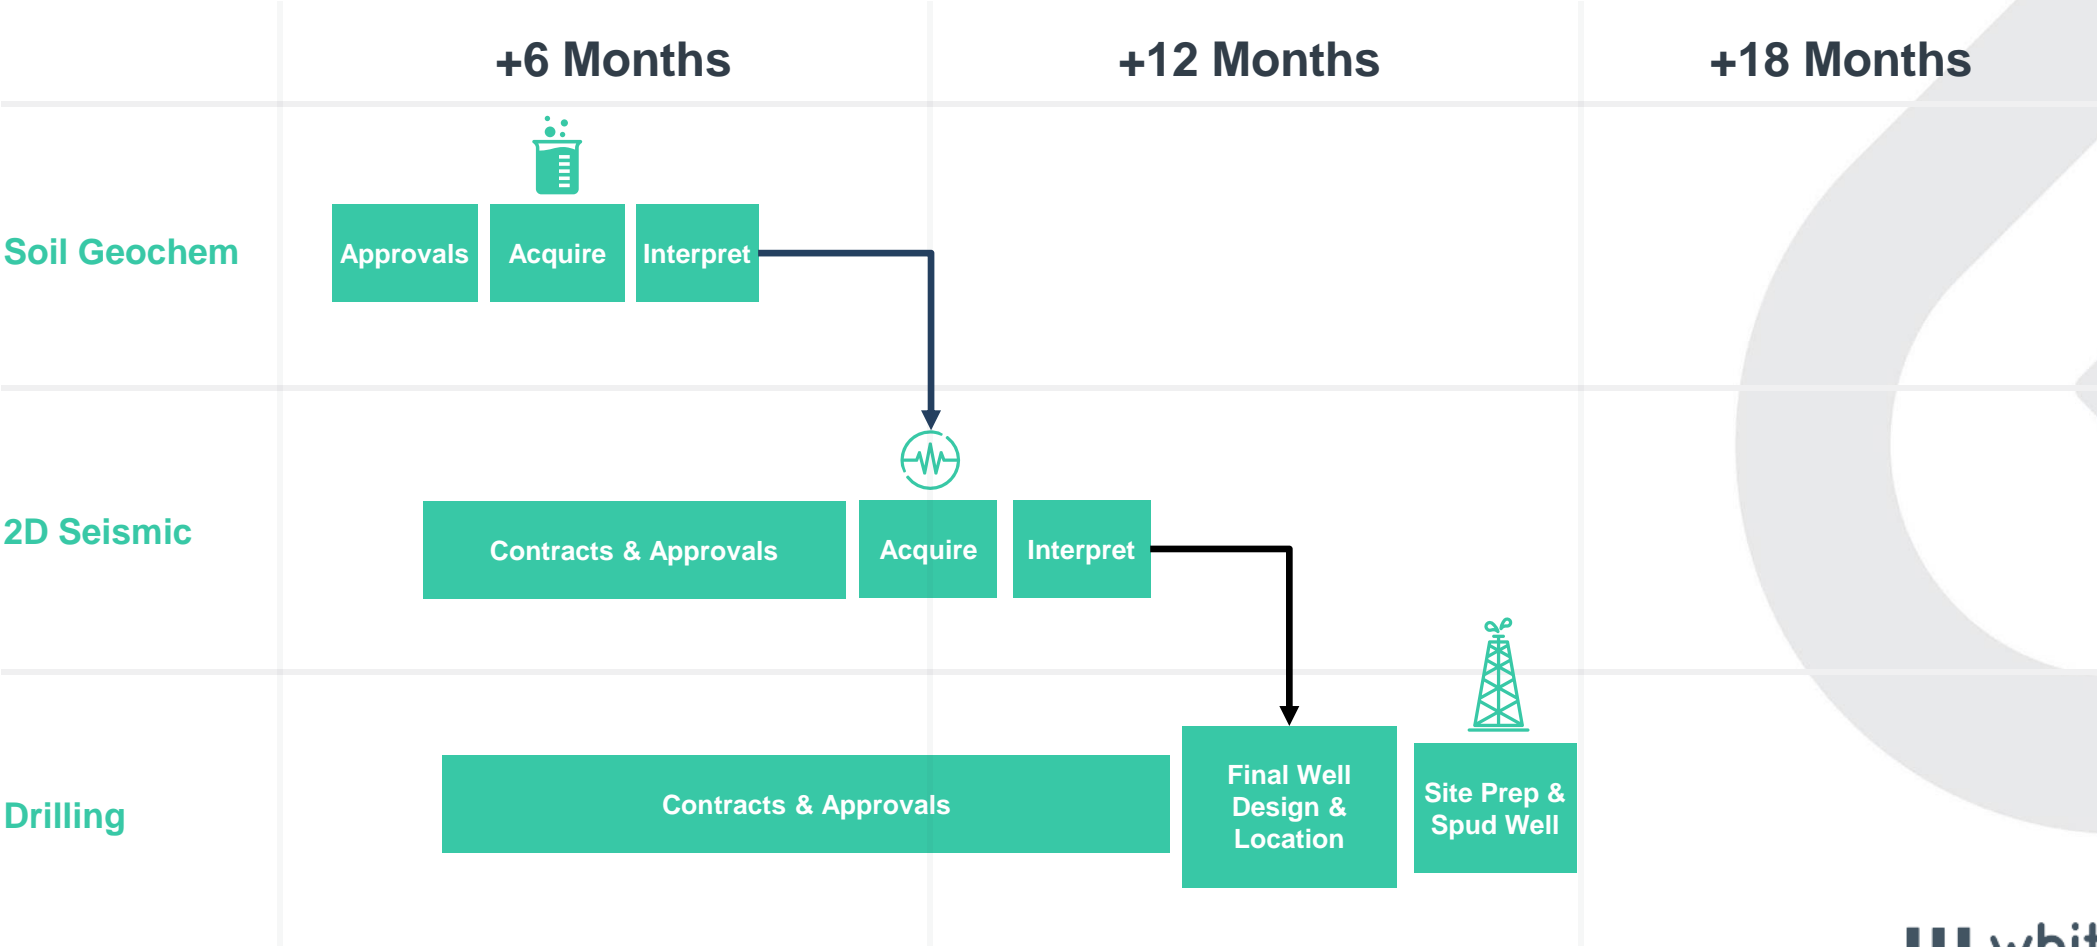 +6 Months
+12 Months
+18 Months
Soil Geochem
Approvals
Acquire
Interpret
2D Seismic
Contracts & Approvals
Acquire
Interpret
Drilling
Contracts & Approvals
Final Well
Design &
Location
Site Prep &
Spud Well